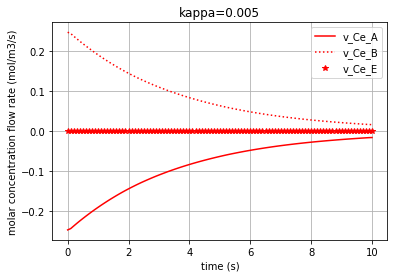 kappa=0.005
v_Ce_A
v_Ce_B
v_Ce_E
molar concentration flow rate (mol/m3/s)
0.2
0.1
0.0
−0.1
−0.2
0 2 4 6 8 10
time (s)